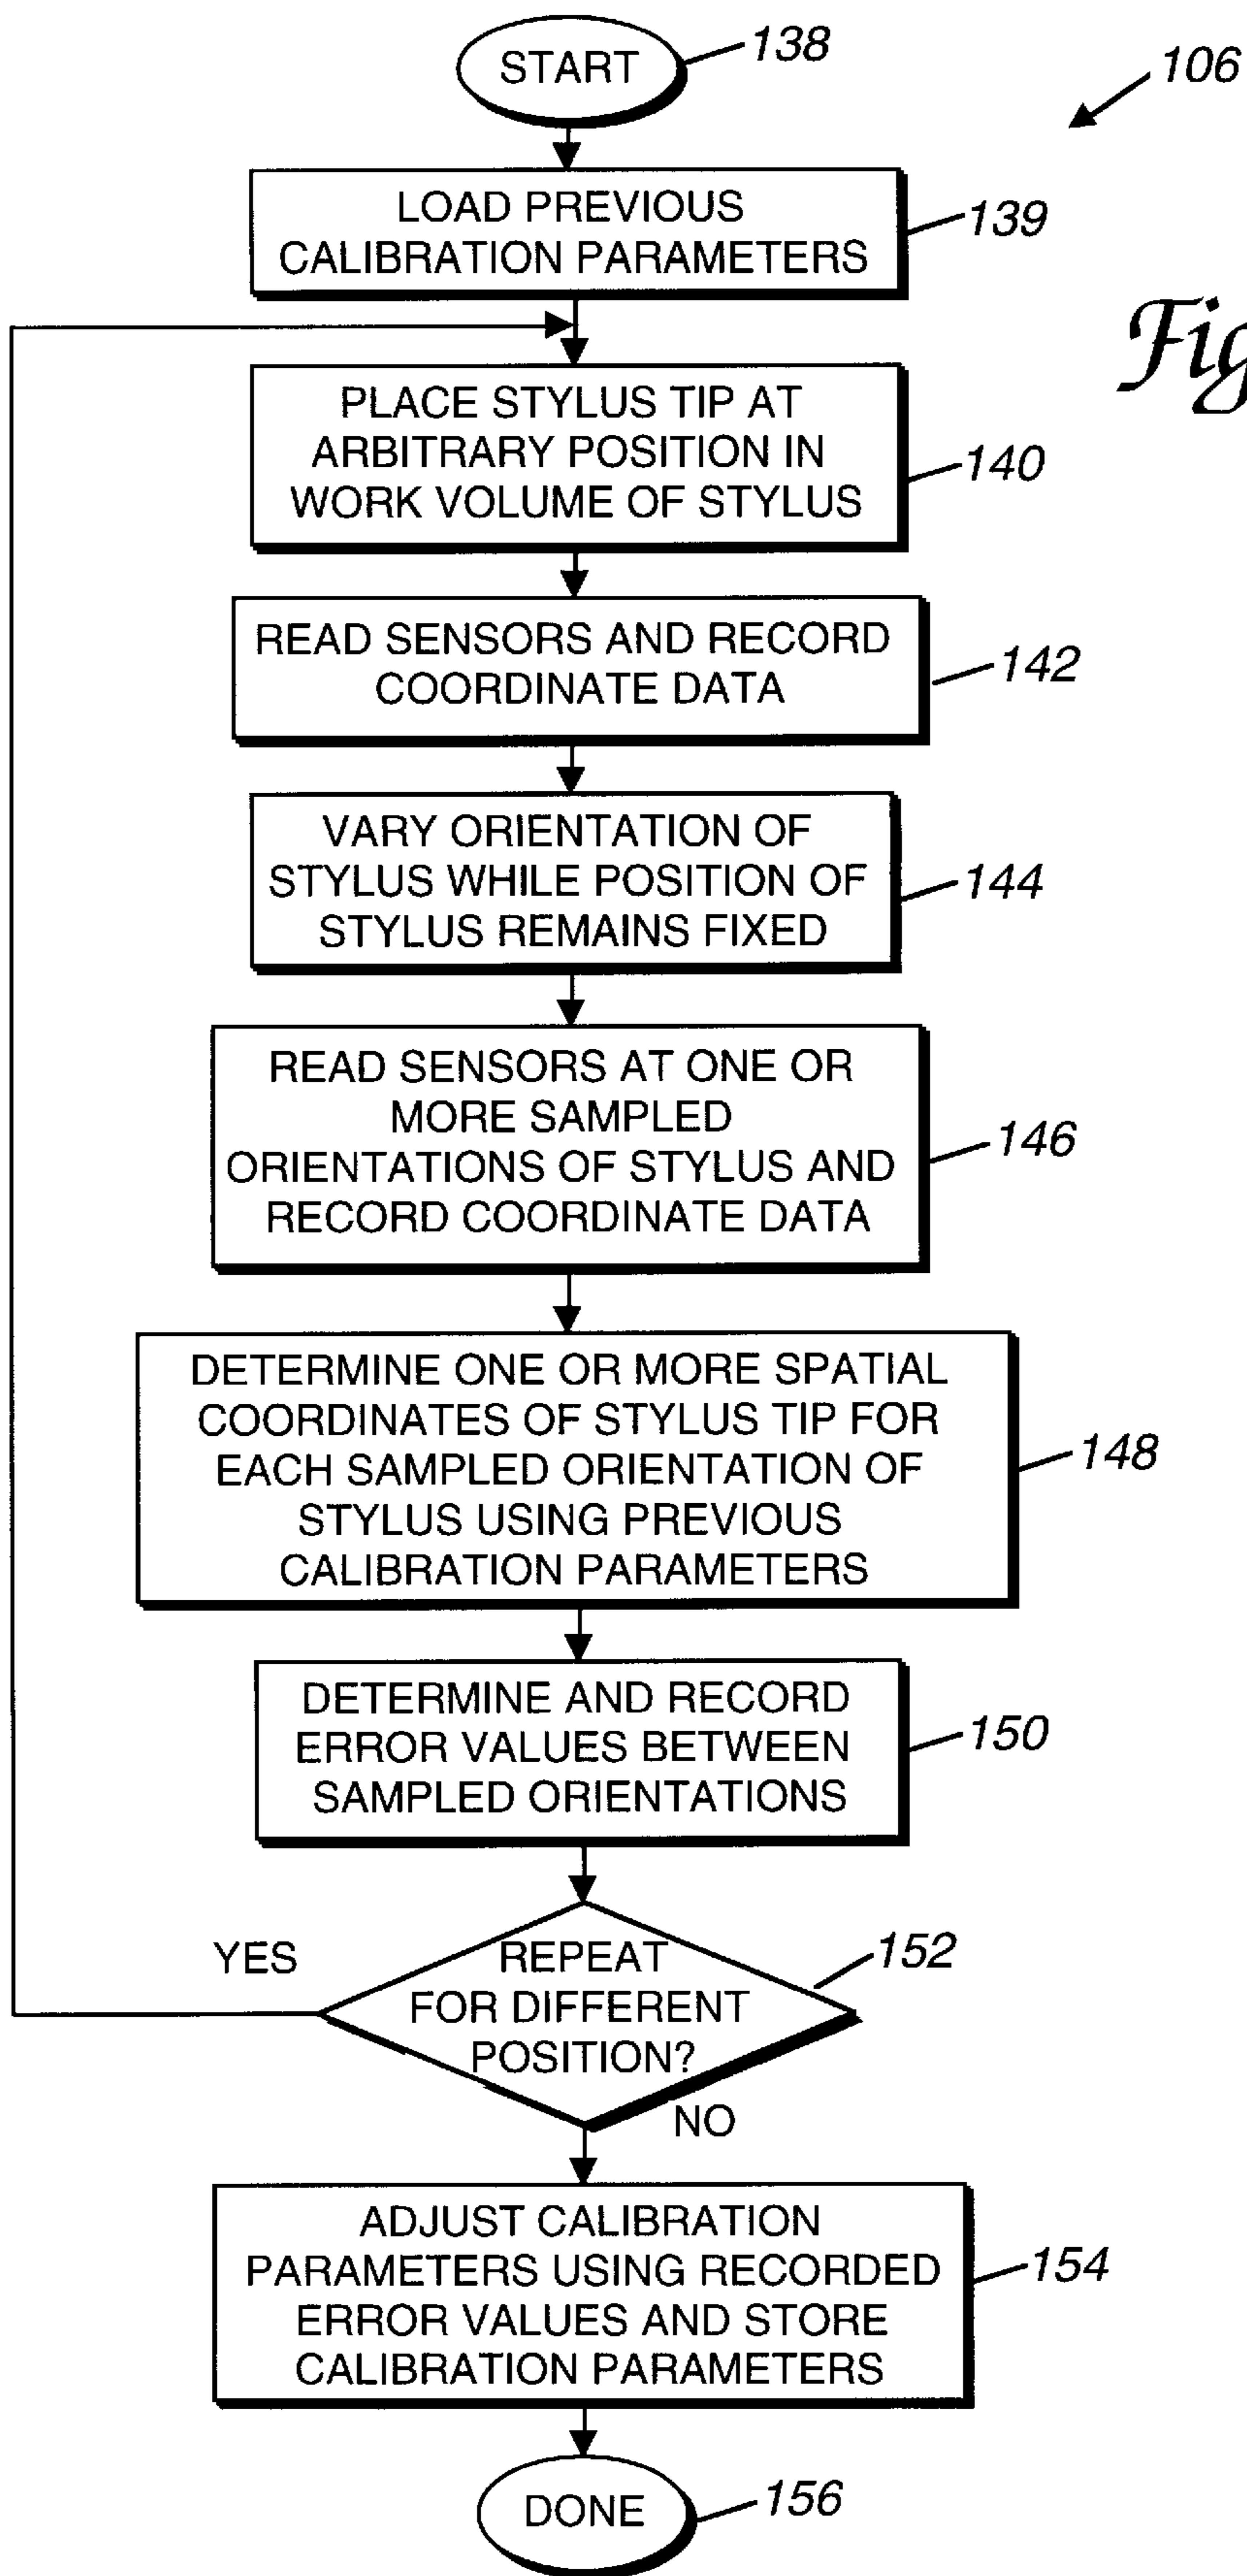 START
138
106
LOAD PREVIOUS
CALIBRATION PARAMETERS
139
Fig
PLACE STYLUS TIP AT
ARBITRARY POSITION IN
WORK VOLUME OF STYLUS
140
READ SENSORS AND RECORD
COORDINATE DATA
142
VARY ORIENTATION OF
STYLUS WHILE POSITION OF
STYLUS REMAINS FIXED
144
READ SENSORS AT ONE OR
MORE SAMPLED
ORIENTATIONS OF STYLUS AND
RECORD COORDINATE DATA
146
DETERMINE ONE OR MORE SPATIAL
COORDINATES OF STYLUS TIP FOR
EACH SAMPLED ORIENTATION OF
STYLUS USING PREVIOUS
CALIBRATION PARAMETERS
148
DETERMINE AND RECORD
ERROR VALUES BETWEEN
SAMPLED ORIENTATIONS
150
YES
REPEAT
FOR DIFFERENT
POSITION?
152
NO
ADJUST CALIBRATION
PARAMETERS USING RECORDED
ERROR VALUES AND STORE
CALIBRATION PARAMETERS
154
DONE
156